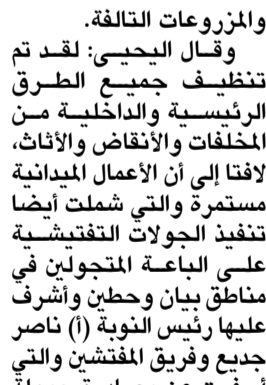 والمزروعات التالفة.
وقال اليحيى: لقد تم
تنظيف جميع الطرق
الرئيسية والداخلية من
المخلفات والأنقاض والأثاث،
لافتا إلى أن الأعمال الميدانية
مستمرة والتي شملت أيضا
تنفيذ الجولات التفتيشية
على الباعة المتجولين في
مناطق بيان وحطين وأشرف
عليها رئيس النوبة (أ) ناصر
جديع وفريق المفتشين والتي